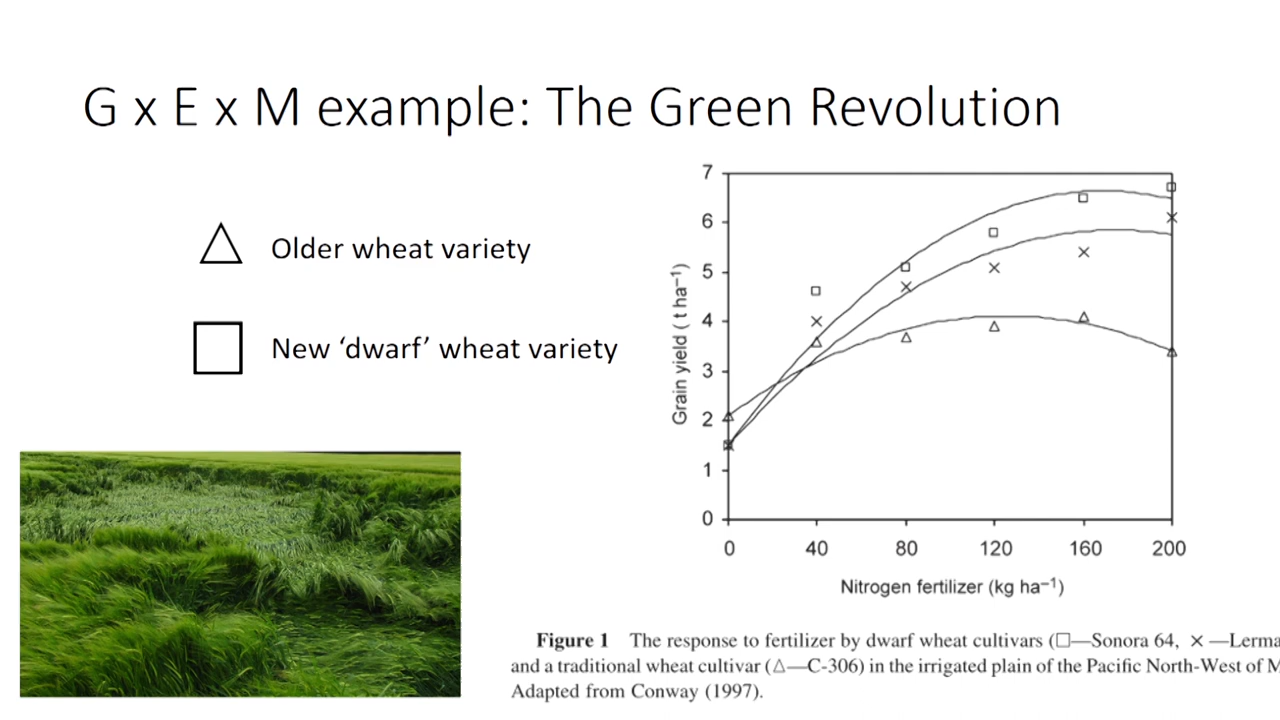 G x E x M example: The Green Revolution
Older wheat variety
New ‘dwarf’ wheat variety
7
6
5
4
3
2
1
0
Grain yield ( t ha⁻¹)
0 40 80 120 160 200
Nitrogen fertilizer (kg ha⁻¹)
Figure 1 The response to fertilizer by dwarf wheat cultivars (□—Sonora 64, ×—Lerma
and a traditional wheat cultivar (△—C-306) in the irrigated plain of the Pacific North-West of M
Adapted from Conway (1997).